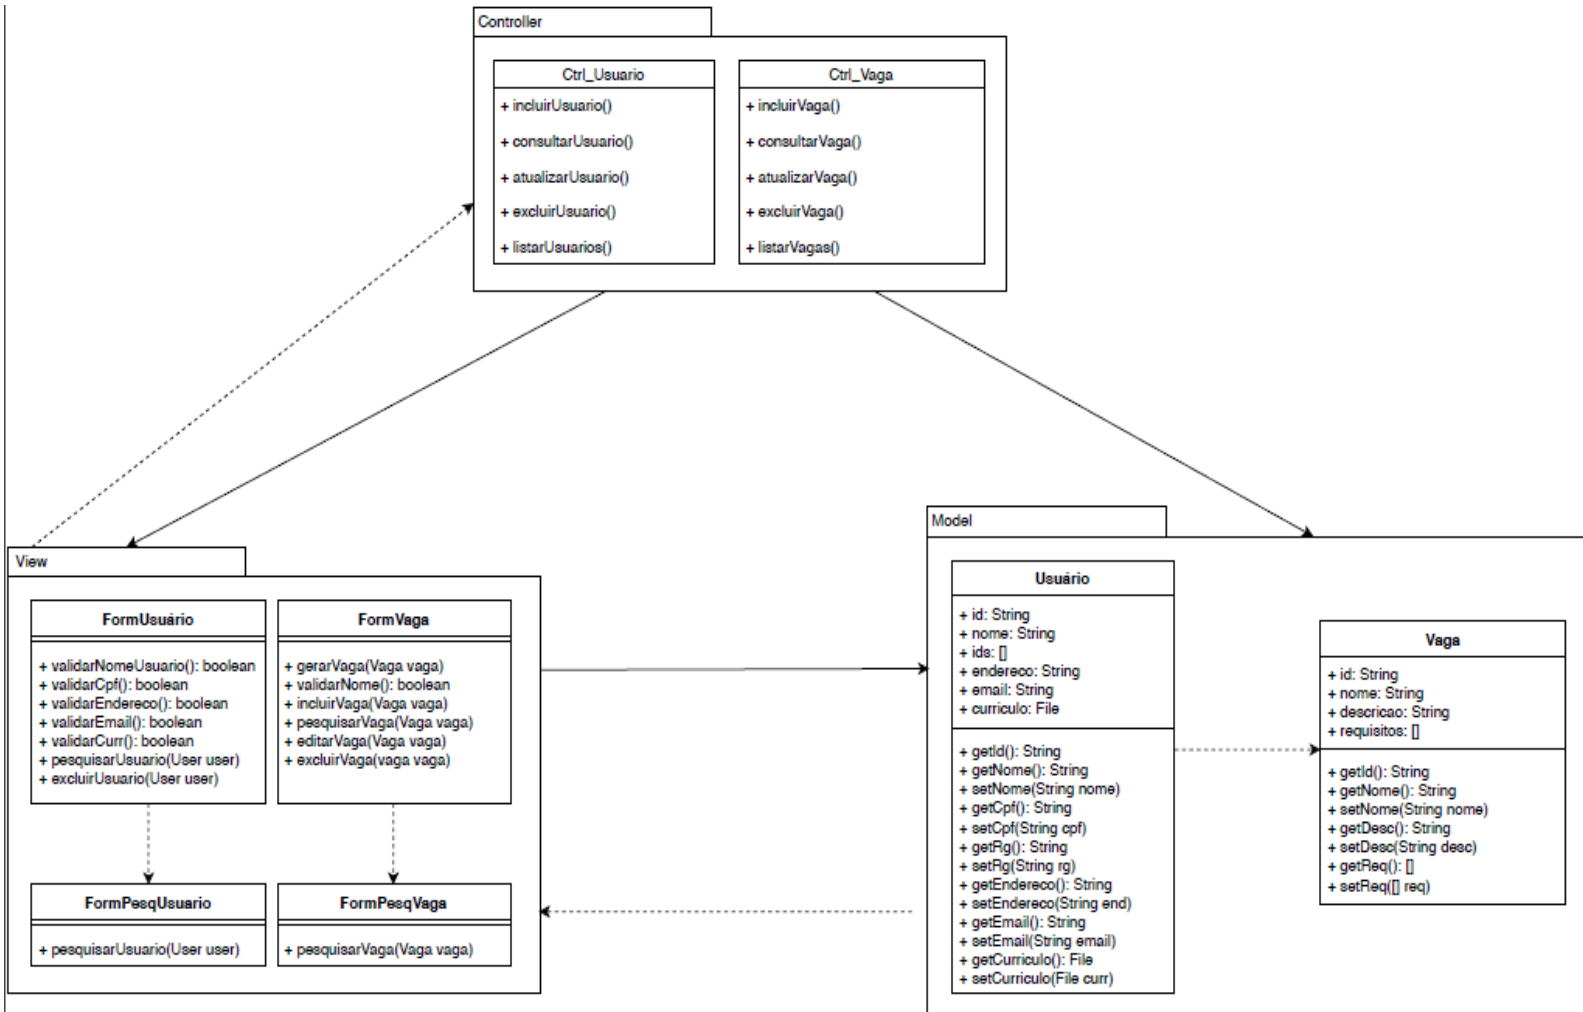 Controller
Ctrl_Usuario
+ incluirUsuario()
+ consultarUsuario()
+ atualizarUsuario()
+ excluirUsuario()
+ listarUsuarios()
Ctrl_Vaga
+ incluirVaga()
+ consultarVaga()
+ atualizarVaga()
+ excluirVaga()
+ listarVagas()
View
FormUsuário
+ validarNomeUsuario(): boolean
+ validarCpf(): boolean
+ validarEndereco(): boolean
+ validarEmail(): boolean
+ validarCurr(): boolean
+ pesquisarUsuario(User user)
+ excluirUsuario(User user)
FormVaga
+ gerarVaga(Vaga vaga)
+ validarNome(): boolean
+ incluirVaga(Vaga vaga)
+ pesquisarVaga(Vaga vaga)
+ editarVaga(Vaga vaga)
+ excluirVaga(vaga vaga)
FormPesqUsuario
+ pesquisarUsuario(User user)
FormPesqVaga
+ pesquisarVaga(Vaga vaga)
Model
Usuário
+ id: String
+ nome: String
+ ids: []
+ endereco: String
+ email: String
+ curriculo: File
+ getId(): String
+ getNome(): String
+ setNome(String nome)
+ getCpf(): String
+ setCpf(String cpf)
+ getRg(): String
+ setRg(String rg)
+ getEndereco(): String
+ setEndereco(String end)
+ getEmail(): String
+ setEmail(String email)
+ getCurriculo(): File
+ setCurriculo(File curr)
Vaga
+ id: String
+ nome: String
+ descricao: String
+ requisitos: []
+ getId(): String
+ getNome(): String
+ setNome(String nome)
+ getDesc(): String
+ setDesc(String desc)
+ getReq(): []
+ setReq([] req)